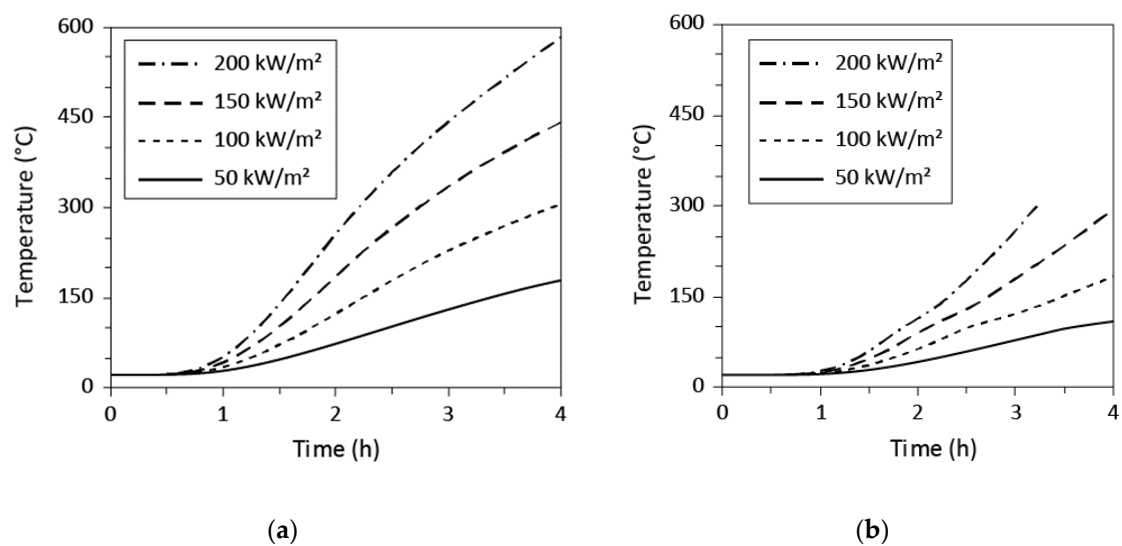 600
450
300
150
0
Temperature (°C)
200 kW/m²
150 kW/m²
100 kW/m²
50 kW/m²
0 1 2 3 4
Time (h)
(a)
600
450
300
150
0
Temperature (°C)
200 kW/m²
150 kW/m²
100 kW/m²
50 kW/m²
0 1 2 3 4
Time (h)
(b)